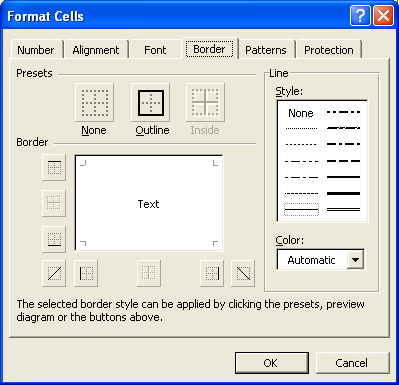 Format Cells
Number Alignment Font Border Patterns Protection
Presets
None Outline Inside
Border
Text
Line
Style:
None
Color:
Automatic
The selected border style can be applied by clicking the presets, preview
diagram or the buttons above.
OK Cancel